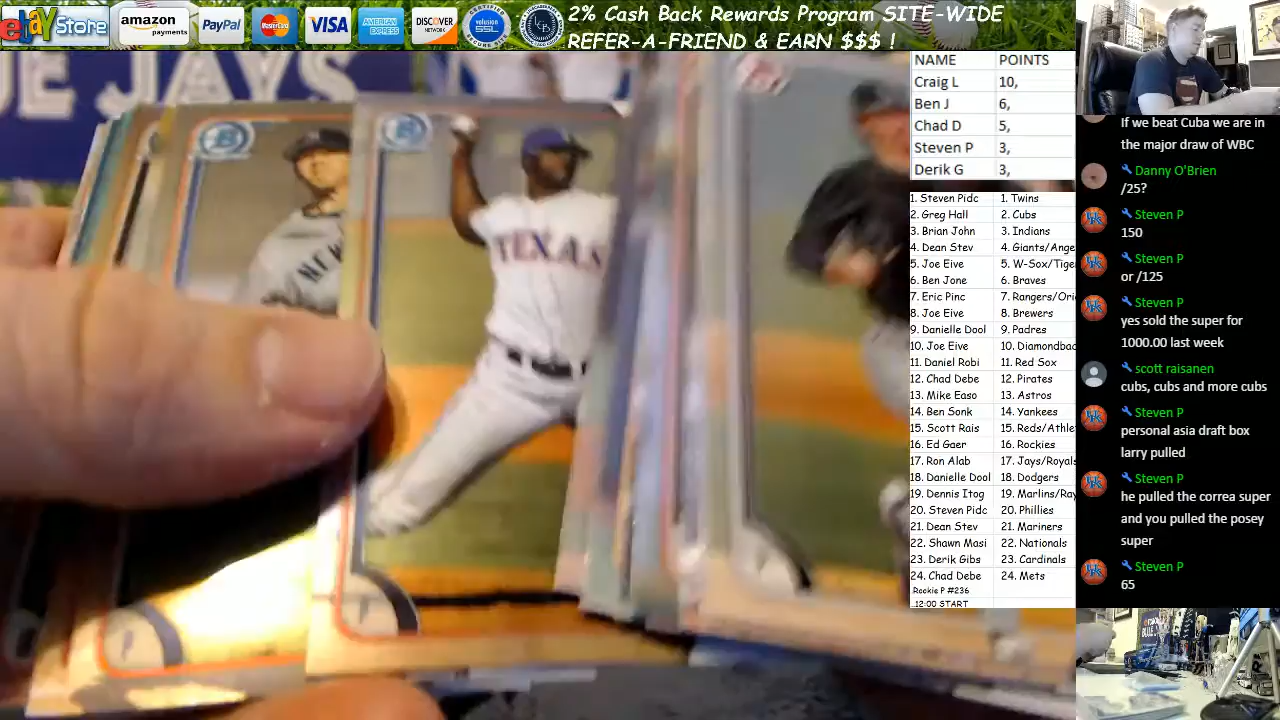 ebay Store
amazon payments
PayPal
MasterCard
VISA
AMERICAN EXPRESS
DISCOVER NETWORK
SSL
2% Cash Back Rewards Program SITE-WIDE
REFER-A-FRIEND & EARN $$$ !
E JAYS
TEXAS
NEW
NAME POINTS
Craig L 10,
Ben J 6,
Chad D 5,
Steven P 3,
Derik G 3,
1. Steven Pidc 1. Twins
2. Greg Hall 2. Cubs
3. Brian John 3. Indians
4. Dean Stev 4. Giants/Ange
5. Joe Eive 5. W-Sox/Tige
6. Ben Jone 6. Braves
7. Eric Pinc 7. Rangers/Ori
8. Joe Eive 8. Brewers
9. Danielle Dool 9. Padres
10. Joe Eive 10. Diamondbac
11. Daniel Robi 11. Red Sox
12. Chad Debe 12. Pirates
13. Mike Easo 13. Astros
14. Ben Sonk 14. Yankees
15. Scott Rais 15. Reds/Athle
16. Ed Gaer 16. Rockies
17. Ron Alab 17. Jays/Royals
18. Danielle Dool 18. Dodgers
19. Dennis Itog 19. Marlins/Ray
20. Steven Pidc 20. Phillies
21. Dean Stev 21. Mariners
22. Shawn Masi 22. Nationals
23. Derik Gibs 23. Cardinals
24. Chad Debe 24. Mets
Rookie P #236
12:00 START
If we beat Cuba we are in
the major draw of WBC
Danny O'Brien
/25?
Steven P
150
Steven P
or /125
Steven P
yes sold the super for
1000.00 last week
scott raisanen
cubs, cubs and more cubs
Steven P
personal asia draft box
larry pulled
Steven P
he pulled the correa super
and you pulled the posey
super
Steven P
65